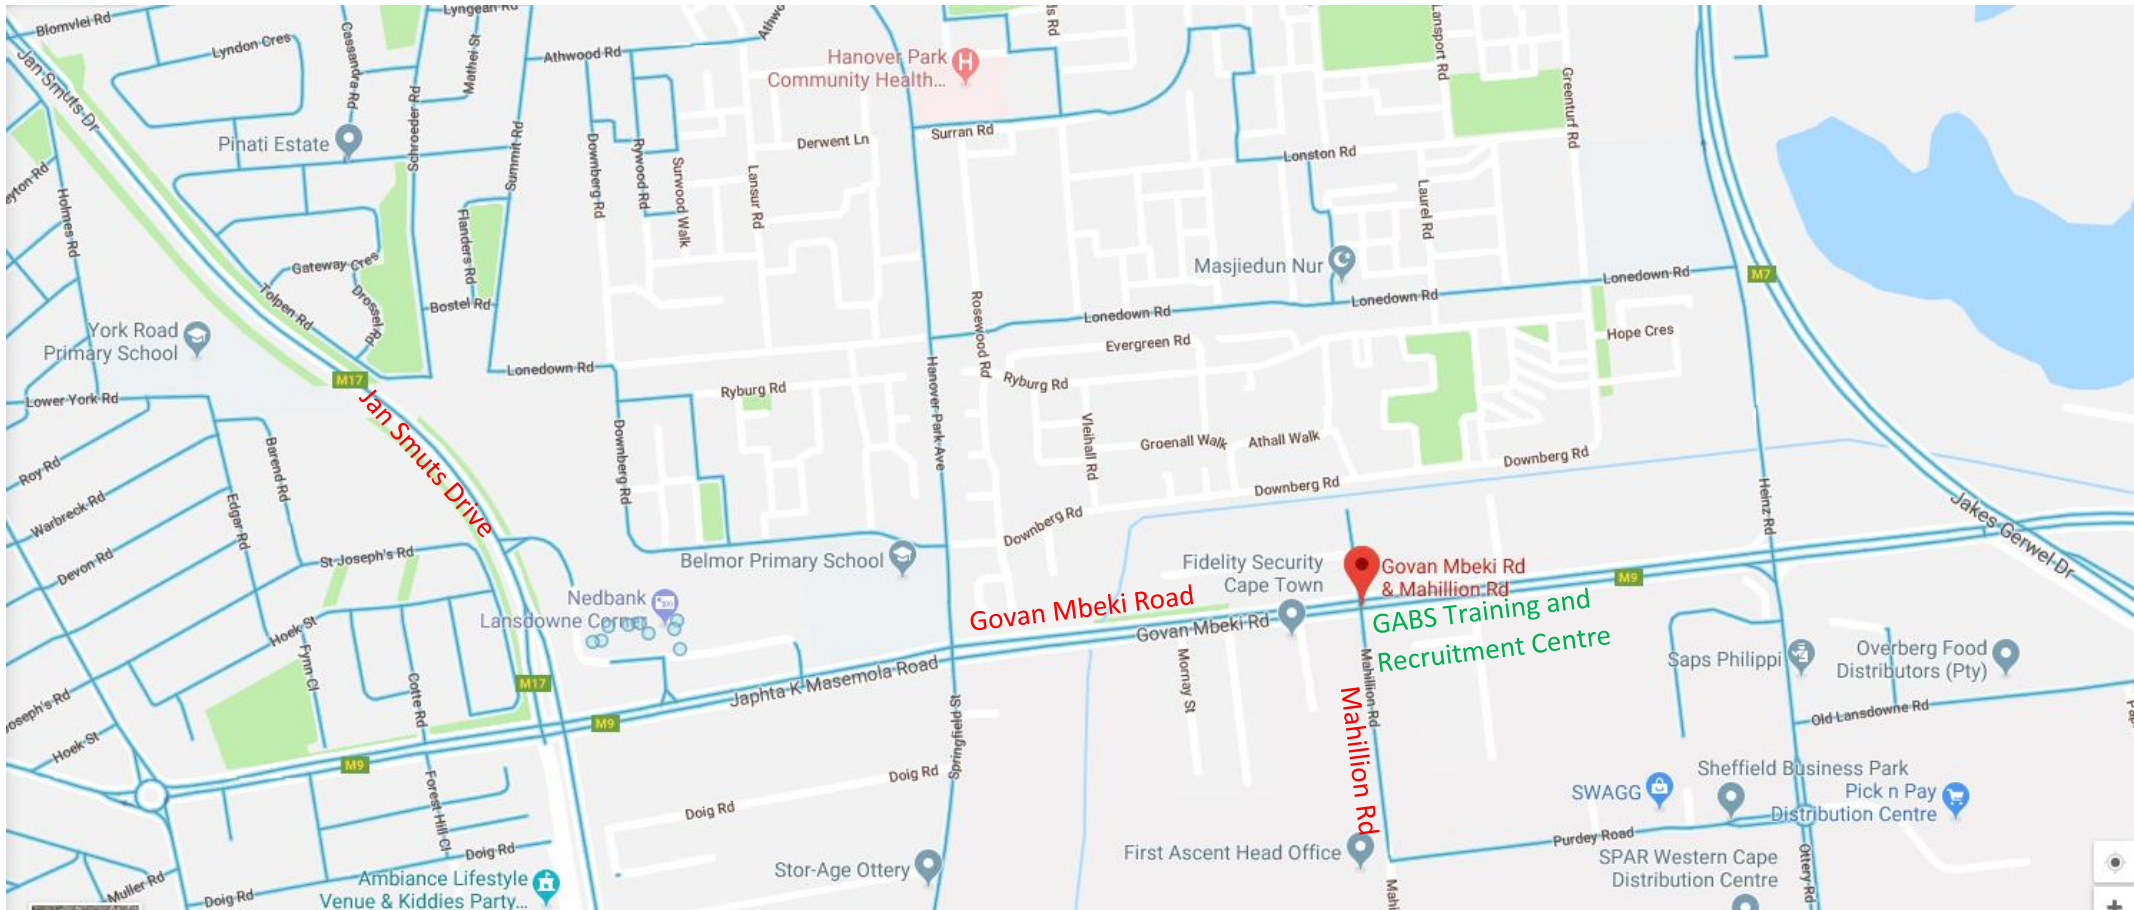 Blomvlei Rd
Lyngean Rd
Jan Smuts Dr
Lyndon Cres
Cassandra Rd
Mathei St
Athwood Rd
Hanover Park
Community Health...
Lansport Rd
Greenturf Rd
Pinati Estate
Schroeder Rd
Summit Rd
Downberg Rd
Rywood Rd
Surwood Walk
Lansur Rd
Derwent Ln
Surran Rd
Lonston Rd
Laurel Rd
Holmes Rd
Flanders Rd
Gateway Cres
Drossel Rd
Tolpen Rd
Bostel Rd
Masjiedun Nur
Lonedown Rd
M7
York Road
Primary School
M17
Lonedown Rd
Lonedown Rd
Lonedown Rd
Rosewood Rd
Evergreen Rd
Hope Cres
Lower York Rd
Jan Smuts Drive
Ryburg Rd
Hanover Park Ave
Ryburg Rd
Roy Rd
Barend Rd
Downberg Rd
Vleihall Rd
Groenall Walk
Athall Walk
Downberg Rd
Warbreck Rd
Edgar Rd
Downberg Rd
Downberg Rd
Heinz Rd
Jakes Gerwel Dr
Devon Rd
St Joseph's Rd
Belmor Primary School
Fidelity Security
Cape Town
Govan Mbeki Rd
& Mahillion Rd
M9
Nedbank
Lansdowne Corner
Govan Mbeki Road
Govan Mbeki Rd
GABS Training and
Recruitment Centre
Hoek St
Fynn Cl
Cotte Rd
M17
Japhta K Masemola Road
Mornay St
Mahillion Rd
Mahillion Rd
Saps Philippi
Overberg Food
Distributors (Pty)
Old Lansdowne Rd
Hoek St
M9
M9
Springfield St
Doig Rd
Doig Rd
Forest Hill Cl
Doig Rd
SWAGG
Sheffield Business Park
Pick n Pay
Distribution Centre
Purdey Road
First Ascent Head Office
Stor-Age Ottery
SPAR Western Cape
Distribution Centre
Ottery Rd
Muller Rd
Doig Rd
Ambiance Lifestyle
Venue & Kiddies Party...